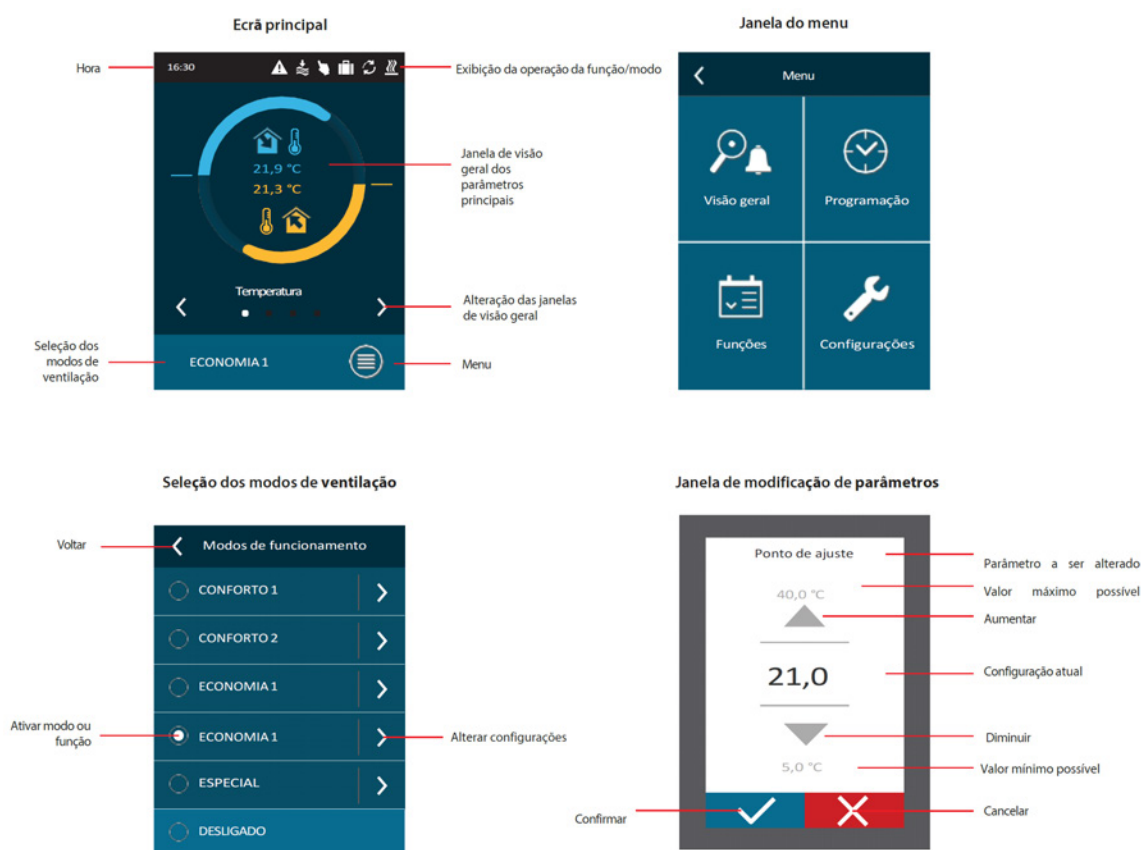 Ecrã principal
Hora
16:30
Exibição da operação da função/modo
21,9 °C
21,3 °C
Janela de visão
geral dos
parâmetros
principais
Temperatura
Alteração das janelas
de visão geral
Seleção dos
modos de
ventilação
ECONOMIA 1
Menu
Janela do menu
Menu
Visão geral
Programação
Funções
Configurações
Seleção dos modos de ventilação
Voltar
Modos de funcionamento
CONFORTO 1
CONFORTO 2
ECONOMIA 1
Ativar modo ou
função
ECONOMIA 1
Alterar configurações
ESPECIAL
DESLIGADO
Janela de modificação de parâmetros
Ponto de ajuste
Parâmetro a ser alterado
40,0 °C
Valor máximo possível
Aumentar
21,0
Configuração atual
Diminuir
5,0 °C
Valor mínimo possível
Confirmar
Cancelar